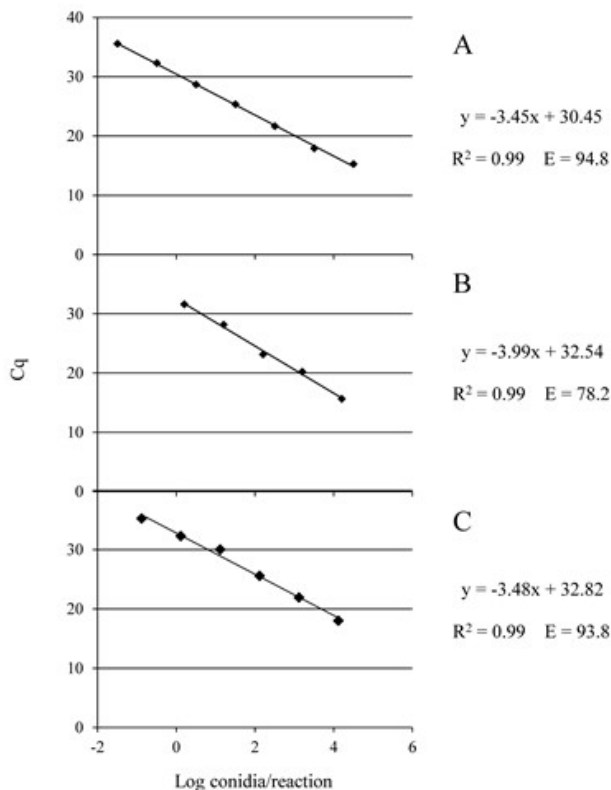 40
30
20
10
0
A
y = -3.45x + 30.45
R² = 0.99 E = 94.8
30
20
10
0
B
y = -3.99x + 32.54
R² = 0.99 E = 78.2
Cq
30
20
10
0
C
y = -3.48x + 32.82
R² = 0.99 E = 93.8
-2 0 2 4 6
Log conidia/reaction